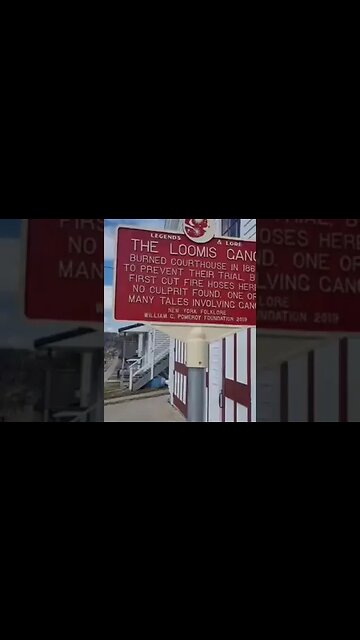 LEGENDS & LORE
THE LOOMIS GANG
BURNED COURTHOUSE IN 186
TO PREVENT THEIR TRIAL, B
FIRST CUT FIRE HOSES HERE
NO CULPRIT FOUND, ONE OF
MANY TALES INVOLVING GANG
NEW YORK FOLKLORE
WILLIAM G. POMEROY FOUNDATION 2019